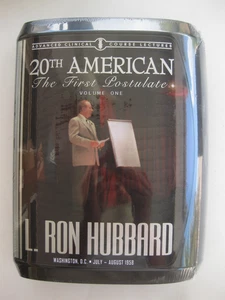 ADVANCED CLINICAL COURSE LECTURES
20TH AMERICAN
The First Postulate
VOLUME ONE
L. RON HUBBARD
WASHINGTON, D.C. • JULY – AUGUST 1958